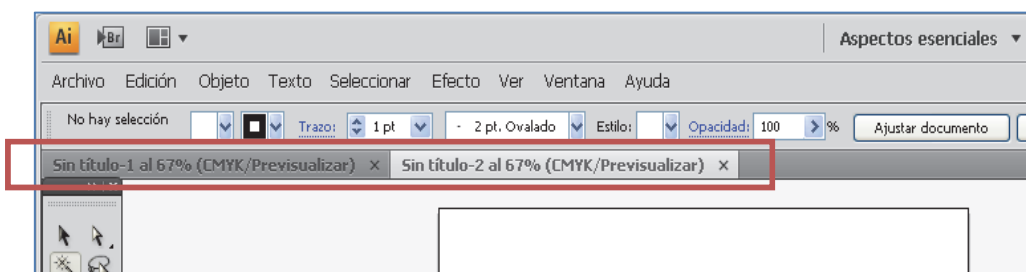 Ai Br Aspectos esenciales
Archivo Edición Objeto Texto Seleccionar Efecto Ver Ventana Ayuda
No hay selección Trazo: 1 pt - 2 pt. Ovalado Estilo: Opacidad: 100 % Ajustar documento
Sin título-1 al 67% (CMYK/Previsualizar) × Sin título-2 al 67% (CMYK/Previsualizar) ×